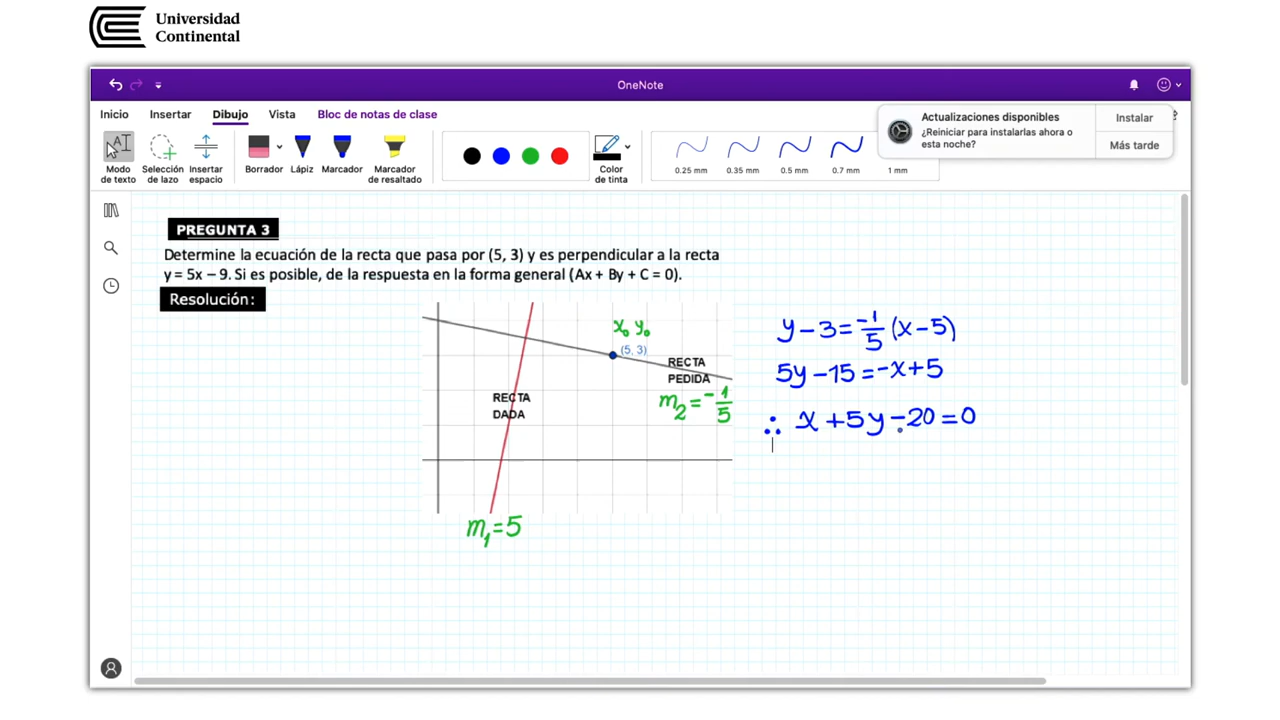 Universidad
Continental
OneNote
Inicio
Insertar
Dibujo
Vista
Bloc de notas de clase
Actualizaciones disponibles
¿Reiniciar para instalarlas ahora o
esta noche?
Instalar
Más tarde
Modo
de texto
Selección
de lazo
Insertar
espacio
Borrador
Lápiz
Marcador
Marcador
de resaltado
Color
de tinta
0.25 mm
0.35 mm
0.5 mm
0.7 mm
1 mm
PREGUNTA 3
Determine la ecuación de la recta que pasa por (5, 3) y es perpendicular a la recta
y = 5x – 9. Si es posible, de la respuesta en la forma general (Ax + By + C = 0).
Resolución:
x₀ y₀
(5, 3)
RECTA
PEDIDA
m₂ = -1/5
RECTA
DADA
m₁ = 5
y - 3 = -1/5 (x - 5)
5y - 15 = -x + 5
∴ x + 5y - 20 = 0